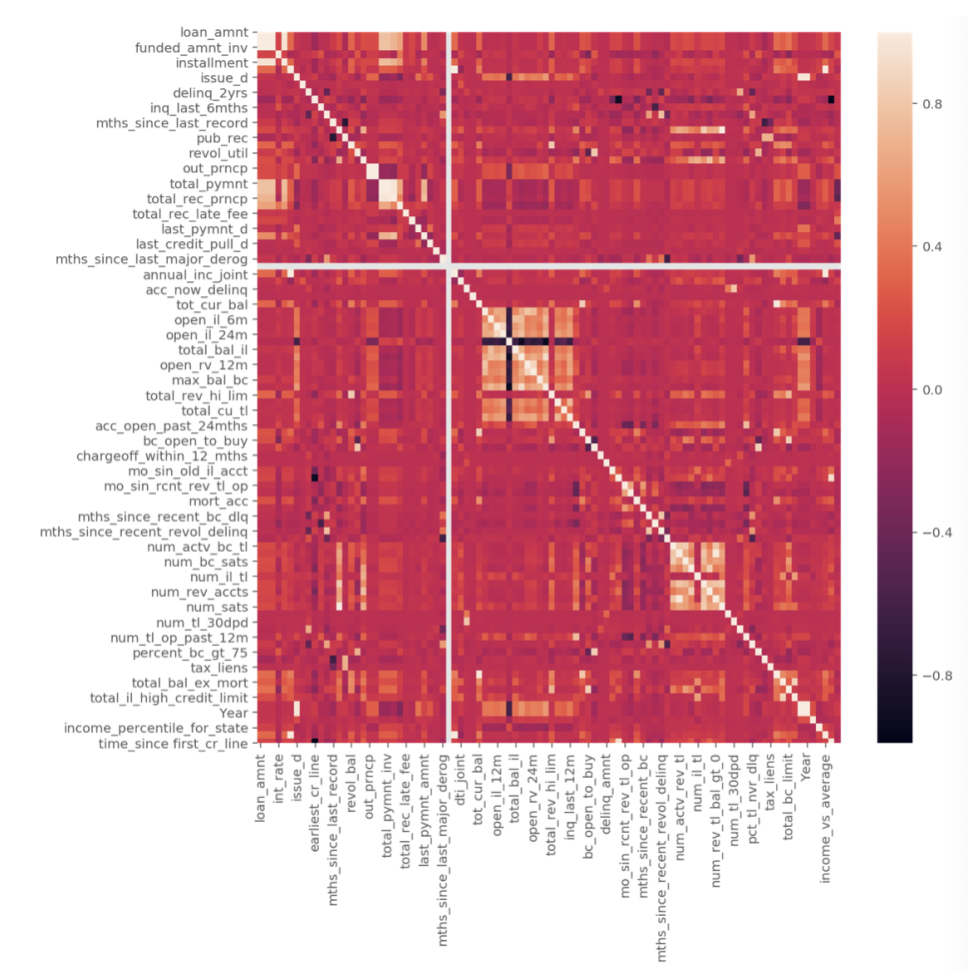 loan_amnt
funded_amnt_inv
installment
issue_d
delinq_2yrs
inq_last_6mths
mths_since_last_record
pub_rec
revol_util
out_prncp
total_pymnt
total_rec_prncp
total_rec_late_fee
last_pymnt_d
last_credit_pull_d
mths_since_last_major_derog
annual_inc_joint
acc_now_delinq
tot_cur_bal
open_il_6m
open_il_24m
total_bal_il
open_rv_12m
max_bal_bc
total_rev_hi_lim
total_cu_tl
acc_open_past_24mths
bc_open_to_buy
chargeoff_within_12_mths
mo_sin_old_il_acct
mo_sin_rcnt_rev_tl_op
mort_acc
mths_since_recent_bc_dlq
mths_since_recent_revol_delinq
num_actv_bc_tl
num_bc_sats
num_il_tl
num_rev_accts
num_sats
num_tl_30dpd
num_tl_op_past_12m
percent_bc_gt_75
tax_liens
total_bal_ex_mort
total_il_high_credit_limit
Year
income_percentile_for_state
time_since first_cr_line
loan_amnt
int_rate
issue_d
earliest_cr_line
mths_since_last_record
revol_bal
out_prncp
total_pymnt_inv
total_rec_late_fee
last_pymnt_amnt
mths_since_last_major_derog
dti_joint
tot_cur_bal
open_il_12m
total_bal_il
open_rv_24m
total_rev_hi_lim
inq_last_12m
bc_open_to_buy
delinq_amnt
mo_sin_rcnt_rev_tl_op
mths_since_recent_bc
mths_since_recent_revol_delinq
num_actv_rev_tl
num_il_tl
num_rev_tl_bal_gt_0
num_tl_30dpd
pct_tl_nvr_dlq
tax_liens
total_bc_limit
Year
income_vs_average
0.8
0.4
0.0
−0.4
−0.8